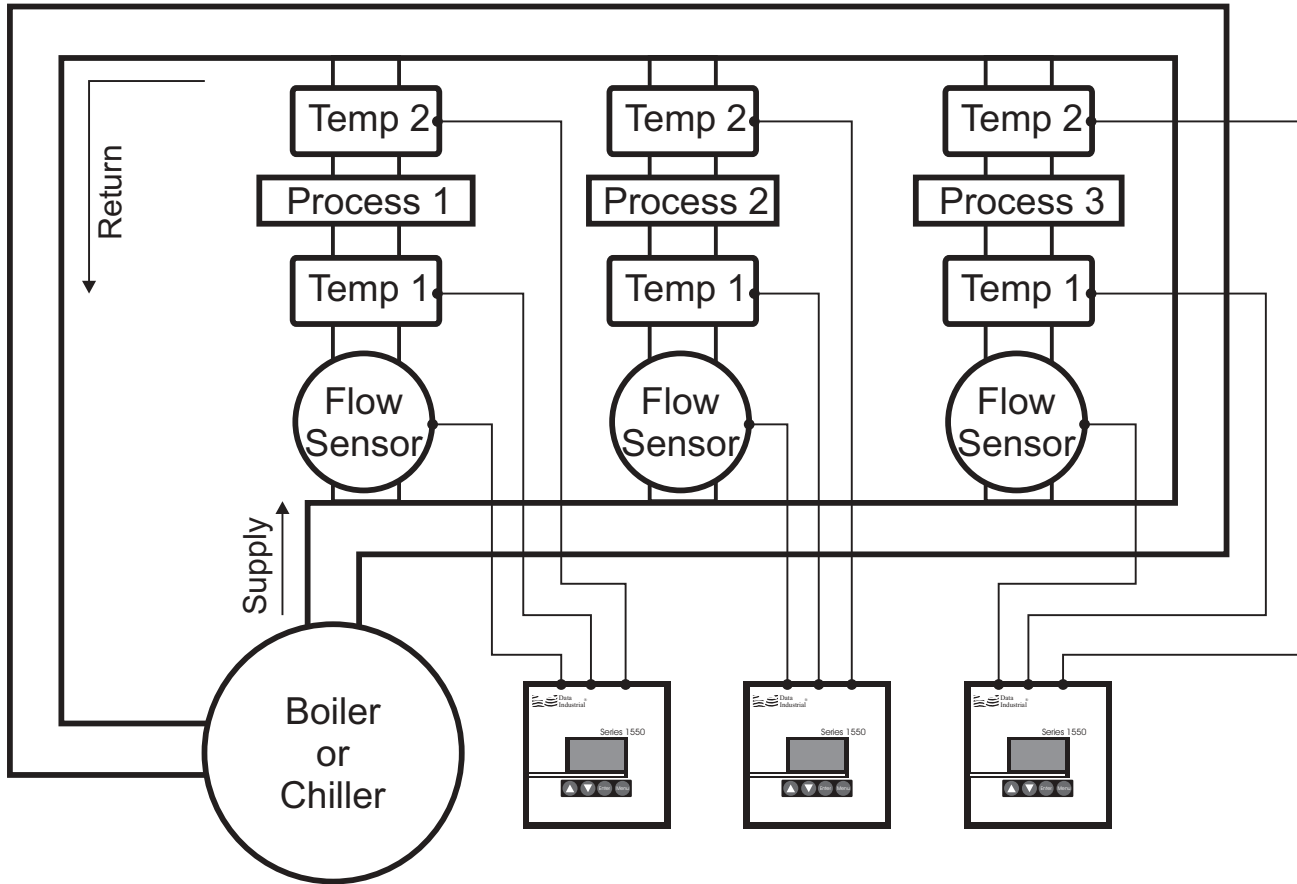 Temp 2
Temp 2
Temp 2
Return
Process 1
Process 2
Process 3
Temp 1
Temp 1
Temp 1
Flow
Sensor
Flow
Sensor
Flow
Sensor
Supply
Boiler
or
Chiller
Data
Industrial®
Series 1550
Enter Menu
Data
Industrial®
Series 1550
Enter Menu
Data
Industrial®
Series 1550
Enter Menu